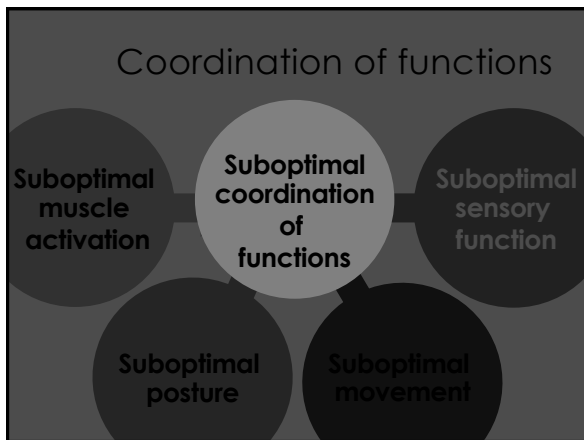 Coordination of functions
Suboptimal
coordination
of
functions
Suboptimal
muscle
activation
Suboptimal
sensory
function
Suboptimal
posture
Suboptimal
movement